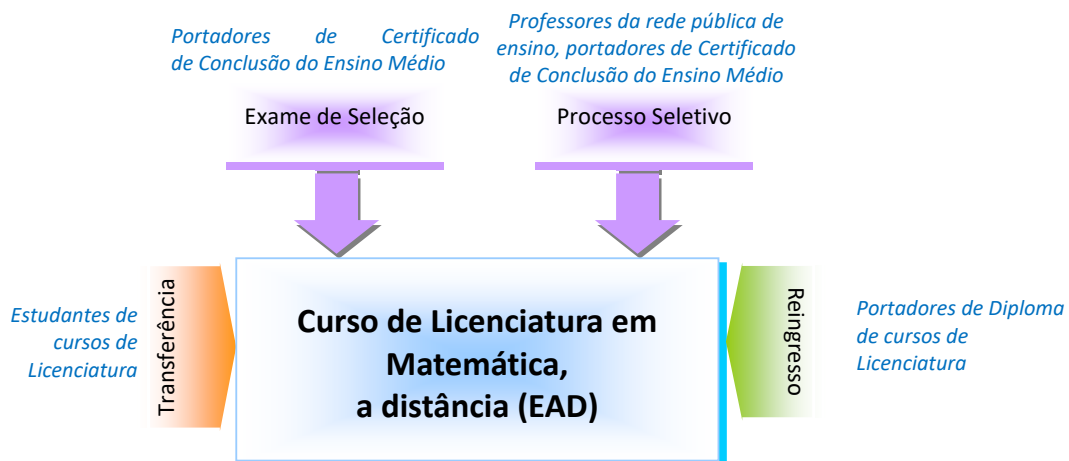 Portadores de Certificado
de Conclusão do Ensino Médio
Professores da rede pública de
ensino, portadores de Certificado
de Conclusão do Ensino Médio
Exame de Seleção
Processo Seletivo
Estudantes de
cursos de
Licenciatura
Transferência
Curso de Licenciatura em
Matemática,
a distância (EAD)
Reingresso
Portadores de Diploma
de cursos de
Licenciatura